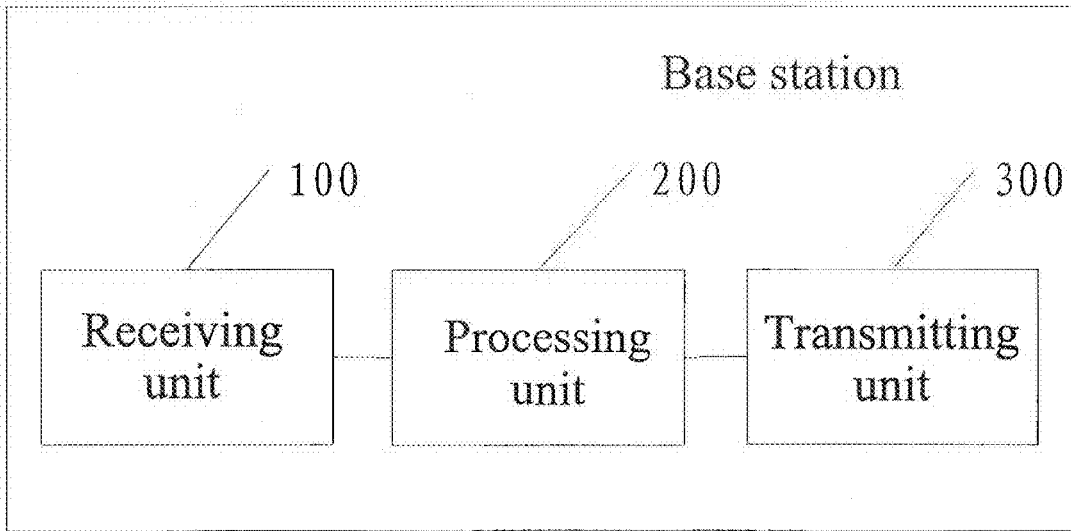 Base station
100
200
300
Receiving
unit
Processing
unit
Transmitting
unit